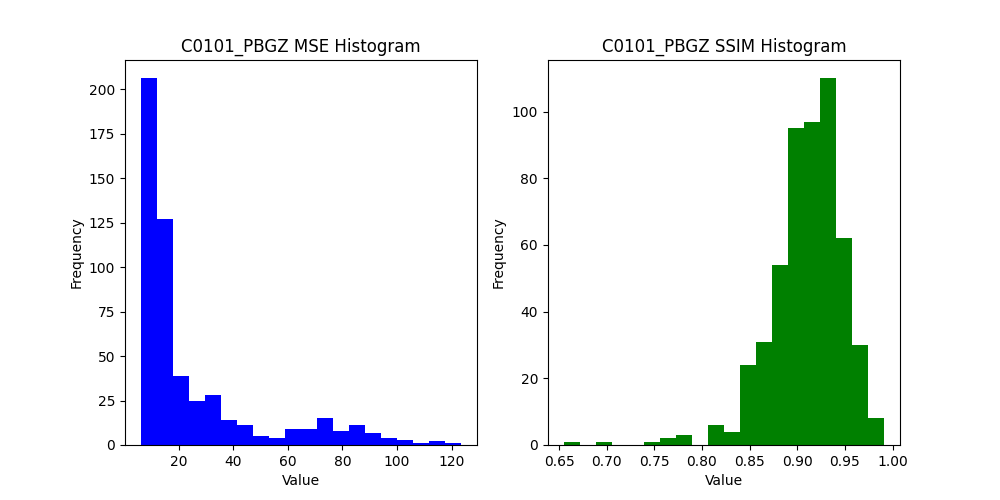 C0101_PBGZ MSE Histogram
Frequency
200
175
150
125
100
75
50
25
0
20 40 60 80 100 120
Value
C0101_PBGZ SSIM Histogram
Frequency
100
80
60
40
20
0
0.65 0.70 0.75 0.80 0.85 0.90 0.95 1.00
Value